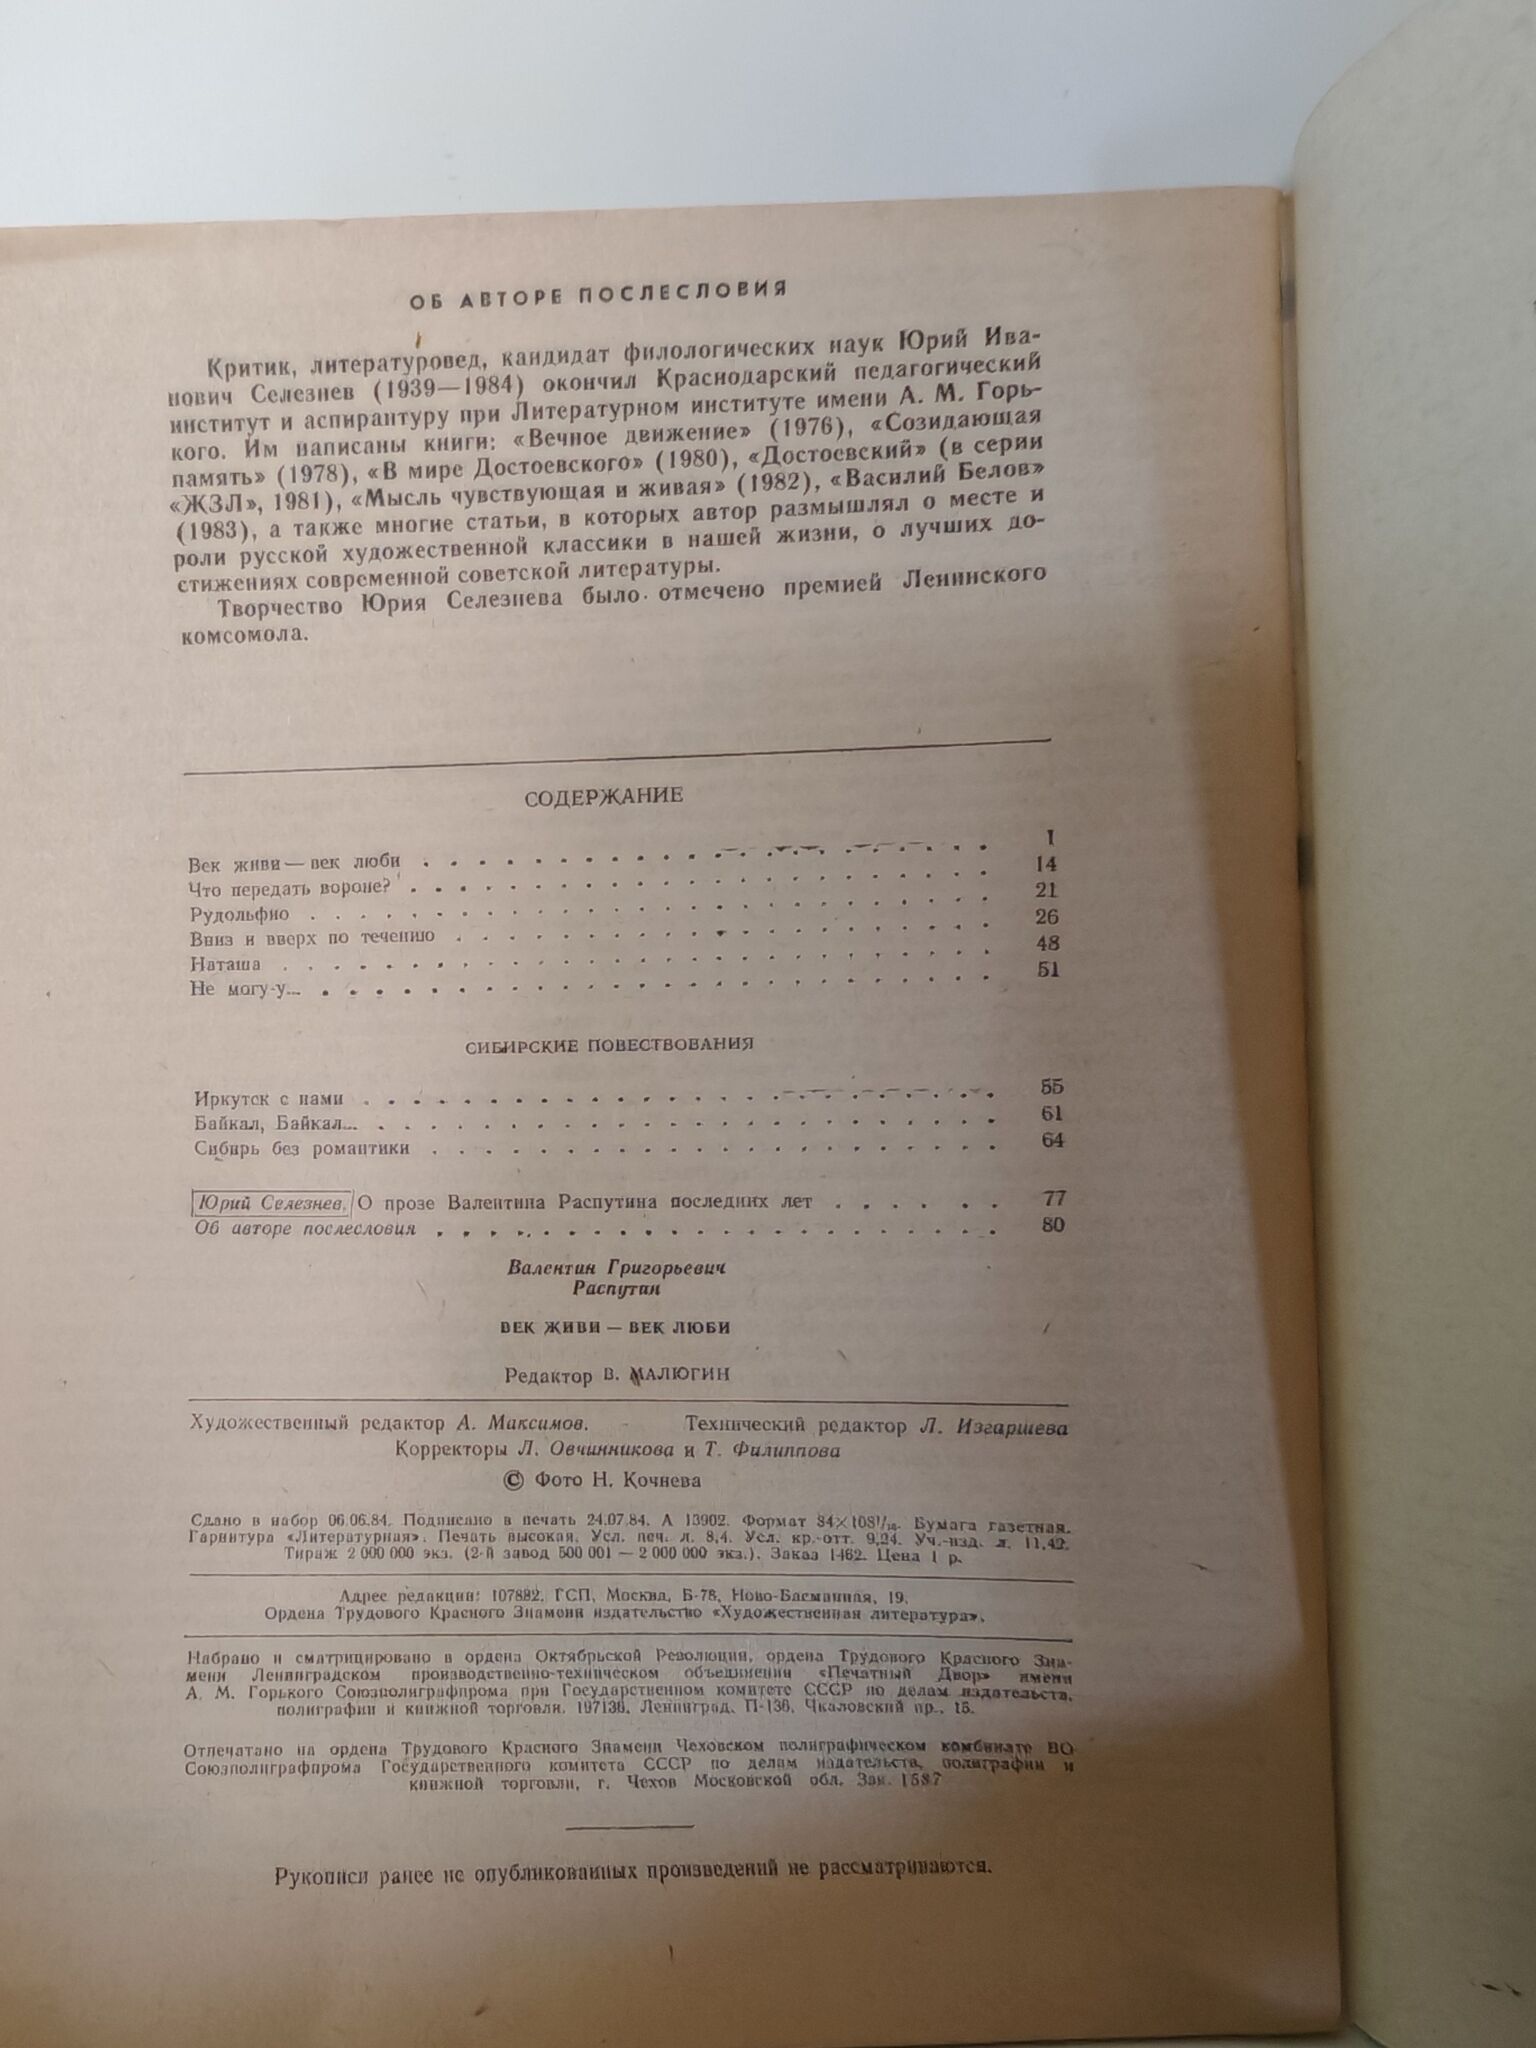 ОБ АВТОРЕ ПОСЛЕСЛОВИЯ
Критик, литературовед, кандидат филологических наук Юрий Ива-
нович Селезнев (1939—1984) окончил Краснодарский педагогический
институт и аспирантуру при Литературном институте имени А. М. Горь-
кого. Им написаны книги: «Вечное движение» (1976), «Созидающая
память» (1978), «В мире Достоевского» (1980), «Достоевский» (в серии
«ЖЗЛ», 1981), «Мысль чувствующая и живая» (1982), «Василий Белов»
(1983), а также многие статьи, в которых автор размышлял о месте и
роли русской художественной классики в нашей жизни, о лучших до-
стижениях современной советской литературы.
Творчество Юрия Селезнева было отмечено премией Ленинского
комсомола.
СОДЕРЖАНИЕ
Век живи — век люби . . . . . . . . . . . . . . . . . . . . . 1
Что передать вороне? . . . . . . . . . . . . . . . . . . . . . 14
Рудольфио . . . . . . . . . . . . . . . . . . . . . . . . . 21
Вниз и вверх по течению . . . . . . . . . . . . . . . . . . . . 26
Наташа . . . . . . . . . . . . . . . . . . . . . . . . . . 48
Не могу-у... . . . . . . . . . . . . . . . . . . . . . . . . 51
СИБИРСКИЕ ПОВЕСТВОВАНИЯ
Иркутск с нами . . . . . . . . . . . . . . . . . . . . . . . 55
Байкал, Байкал... . . . . . . . . . . . . . . . . . . . . . . 61
Сибирь без романтики . . . . . . . . . . . . . . . . . . . . . 64
Юрий Селезнев. О прозе Валентина Распутина последних лет . . . . . . 77
Об авторе послесловия . . . . . . . . . . . . . . . . . . . . 80
Валентин Григорьевич
Распутин
ВЕК ЖИВИ — ВЕК ЛЮБИ
Редактор В. МАЛЮГИН
Художественный редактор А. Максимов. Технический редактор Л. Изгаршева
Корректоры Л. Овчинникова и Т. Филиппова
© Фото Н. Кочнева
Сдано в набор 06.06.84. Подписано в печать 24.07.84. А 13902. Формат 84×108¹/₁₆. Бумага газетная.
Гарнитура «Литературная». Печать высокая. Усл. печ. л. 8,4. Усл. кр.-отт. 9,24. Уч.-изд. л. 11,42.
Тираж 2 000 000 экз. (2-й завод 500 001 — 2 000 000 экз.). Заказ 1462. Цена 1 р.
Адрес редакции: 107882, ГСП, Москва, Б-78, Ново-Басманная, 19.
Ордена Трудового Красного Знамени издательство «Художественная литература».
Набрано и сматрицировано в ордена Октябрьской Революции, ордена Трудового Красного Зна-
мени Ленинградском производственно-техническом объединении «Печатный Двор» имени
А. М. Горького Союзполиграфпрома при Государственном комитете СССР по делам издательств,
полиграфии и книжной торговли. 197136, Ленинград, П-136, Чкаловский пр., 15.
Отпечатано на ордена Трудового Красного Знамени Чеховском полиграфическом комбинате ВО
Союзполиграфпрома Государственного комитета СССР по делам издательств, полиграфии и
книжной торговли, г. Чехов Московской обл. Зак. 1587
Рукописи ранее не опубликованных произведений не рассматриваются.